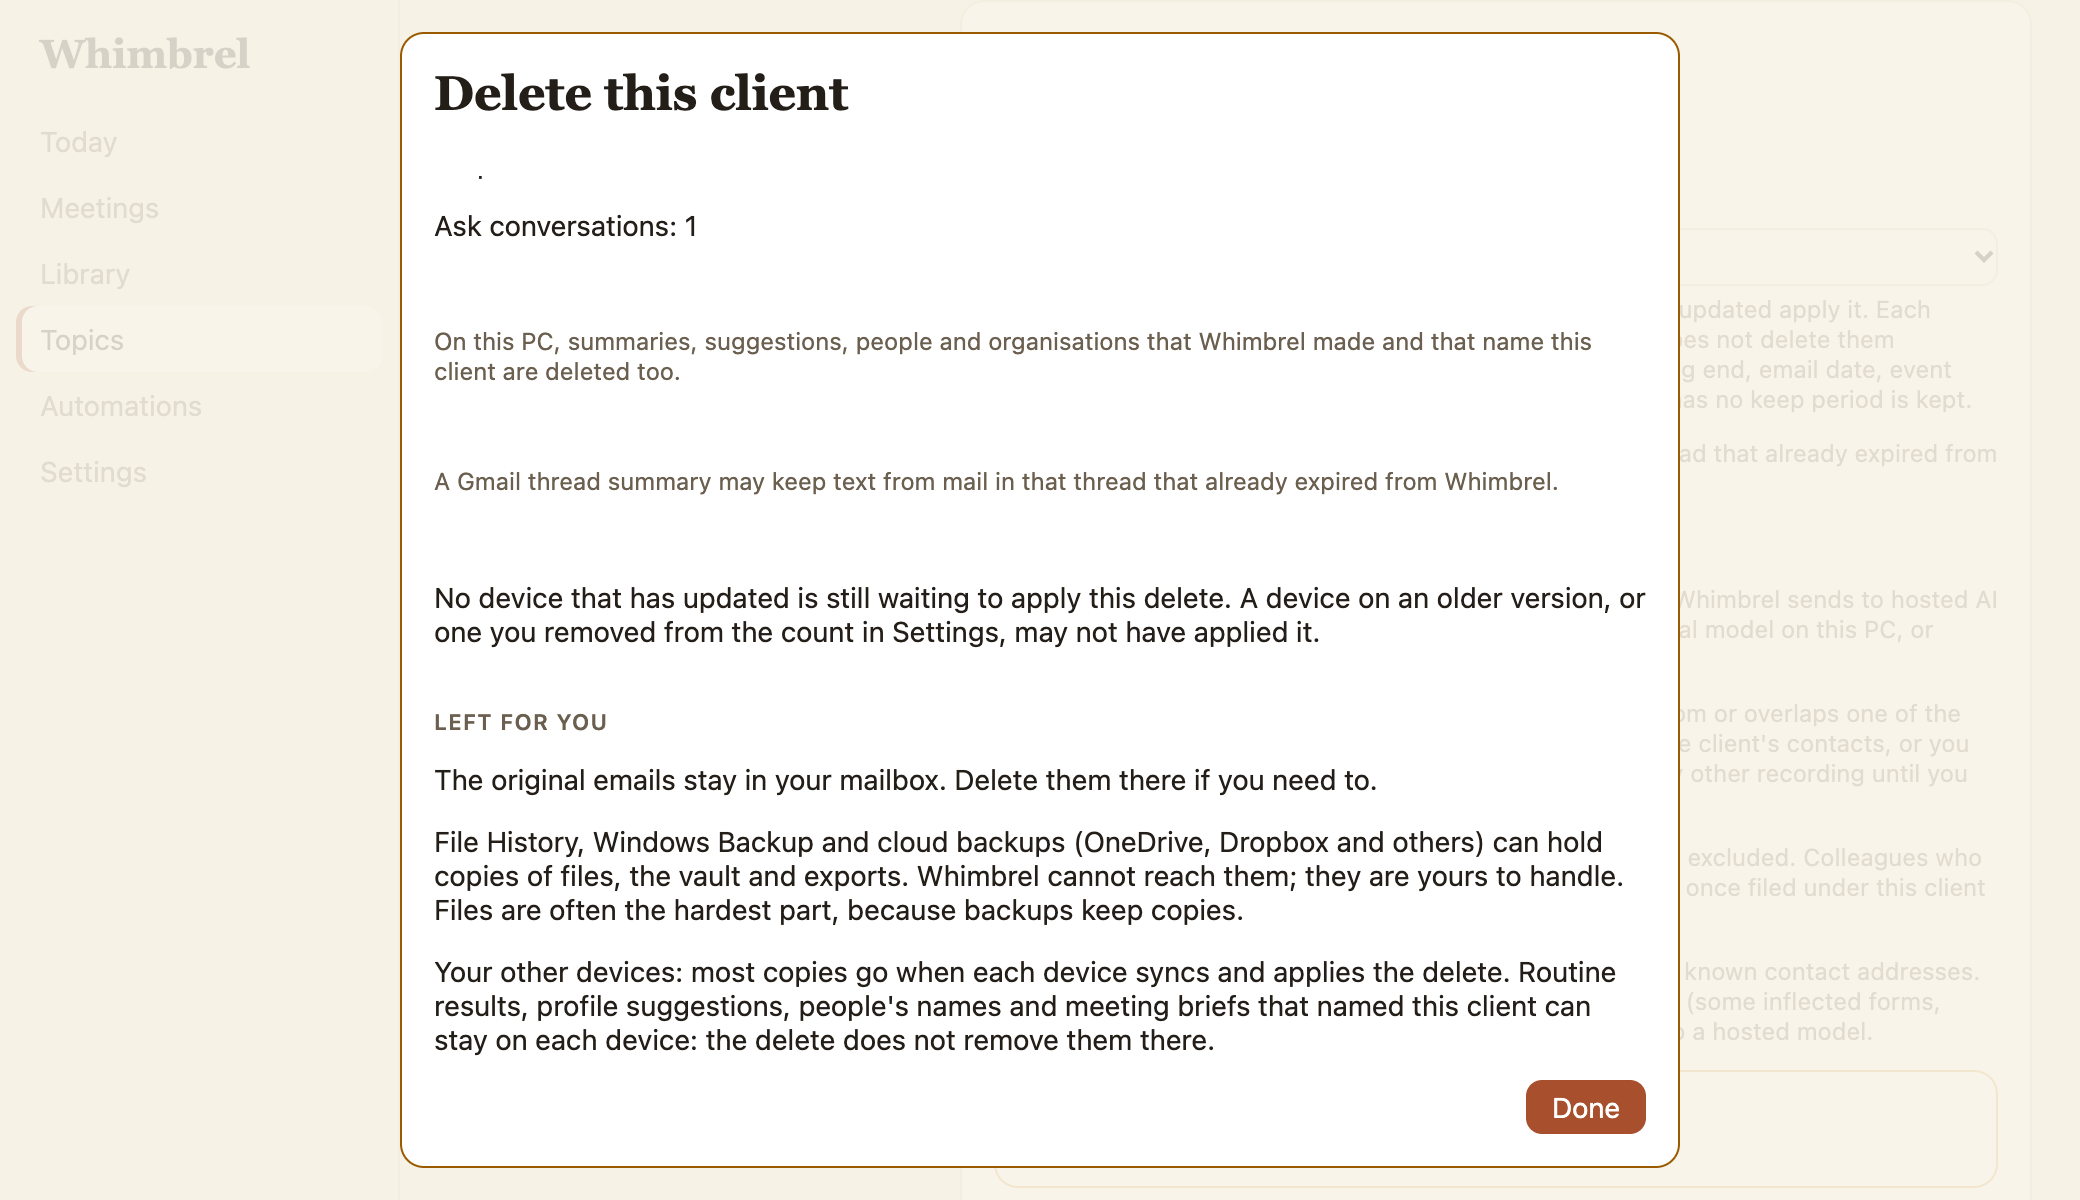 Whimbrel
Today
Meetings
Library
Topics
Automations
Settings
Delete this client
.
Ask conversations: 1
On this PC, summaries, suggestions, people and organisations that Whimbrel made and that name this
client are deleted too.
A Gmail thread summary may keep text from mail in that thread that already expired from Whimbrel.
No device that has updated is still waiting to apply this delete. A device on an older version, or
one you removed from the count in Settings, may not have applied it.
LEFT FOR YOU
The original emails stay in your mailbox. Delete them there if you need to.
File History, Windows Backup and cloud backups (OneDrive, Dropbox and others) can hold
copies of files, the vault and exports. Whimbrel cannot reach them; they are yours to handle.
Files are often the hardest part, because backups keep copies.
Your other devices: most copies go when each device syncs and applies the delete. Routine
results, profile suggestions, people's names and meeting briefs that named this client can
stay on each device: the delete does not remove them there.
Done
updated apply it. Each
not delete them
end, email date, event
no keep period is kept.
that already expired from
Whimbrel sends to hosted AI
model on this PC, or
or overlaps one of the
client's contacts, or you
other recording until you
excluded. Colleagues who
once filed under this client
known contact addresses.
(some inflected forms,
a hosted model.